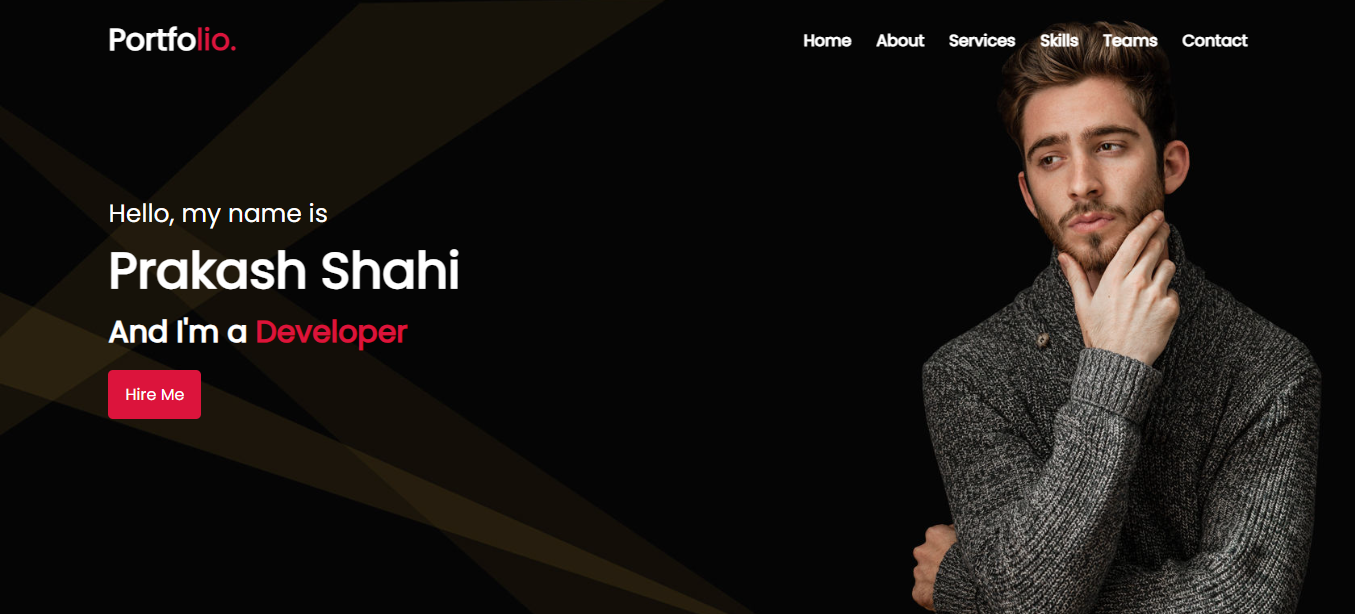 Portfolio.
Home About Services Skills Teams Contact
Hello, my name is
Prakash Shahi
And I'm a Developer
Hire Me